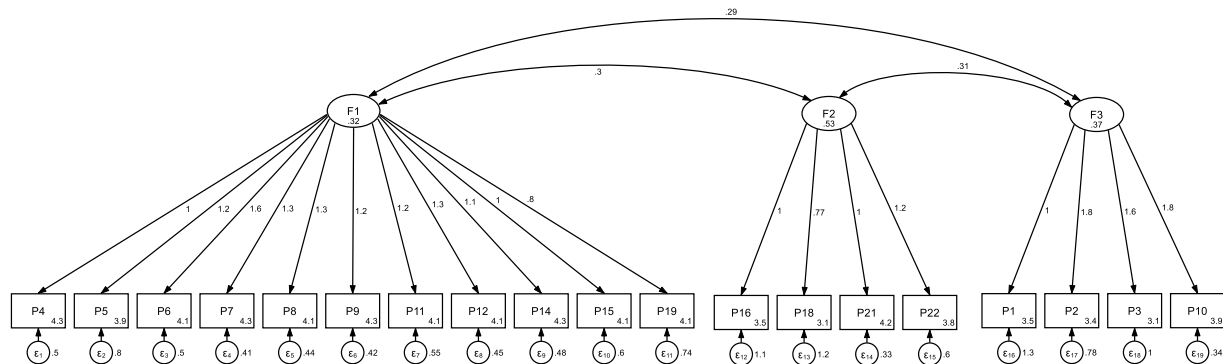 .29
.3
.31
F1
.32
F2
.53
F3
.37
1 1.2 1.6 1.3 1.3 1.2 1.2 1.3 1.1 1 .8
1 .77 1 1.2
1 1.8 1.6 1.8
P4 P5 P6 P7 P8 P9 P11 P12 P14 P15 P19 P16 P18 P21 P22 P1 P2 P3 P10
4.3 3.9 4.1 4.3 4.1 4.3 4.1 4.1 4.3 4.1 4.1 3.5 3.1 4.2 3.8 3.5 3.4 3.1 3.9
ε1 .5 ε2 .8 ε3 .5 ε4 .41 ε5 .44 ε6 .42 ε7 .55 ε8 .45 ε9 .48 ε10 .6 ε11 .74 ε12 1.1 ε13 1.2 ε14 .33 ε15 .6 ε16 1.3 ε17 .78 ε18 1 ε19 .34